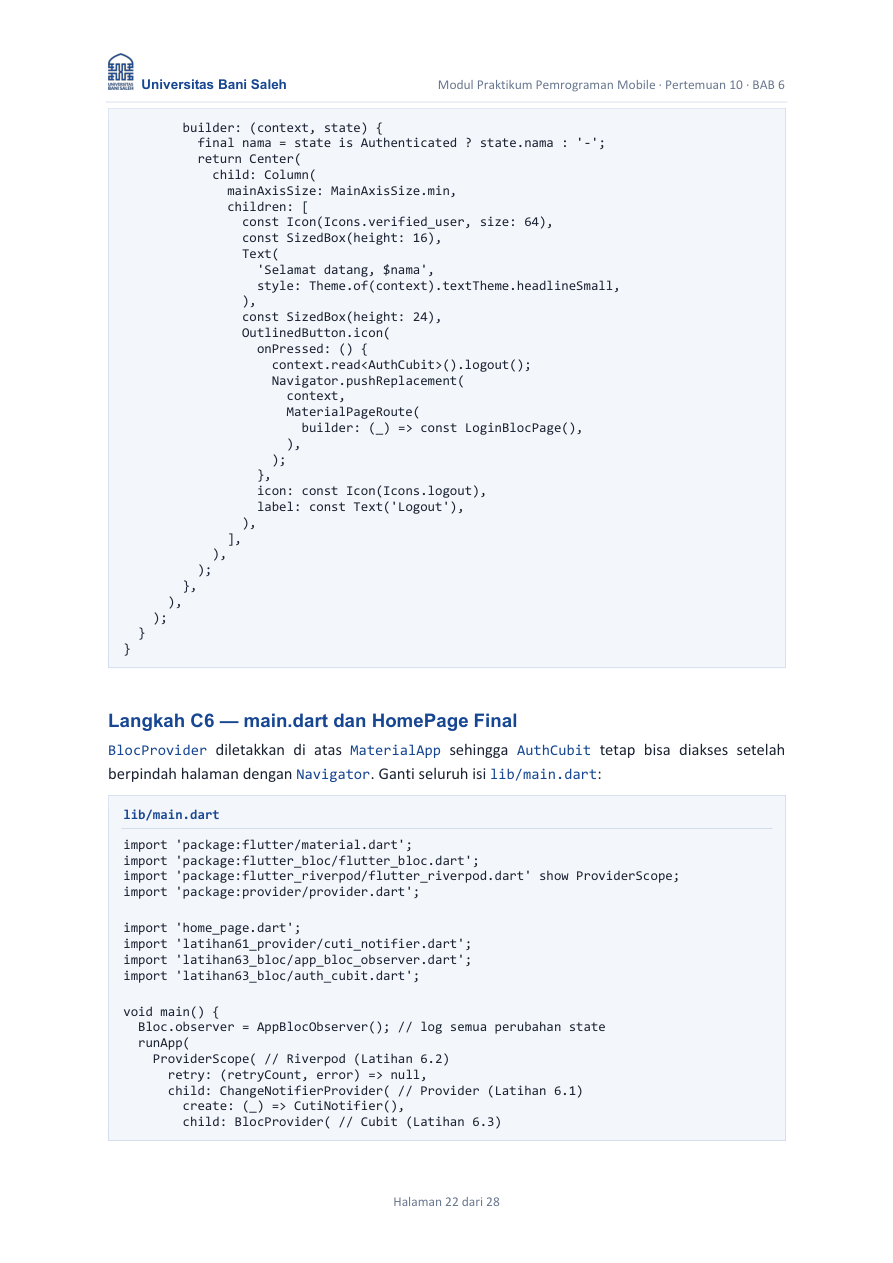 UNIVERSITAS
BANI SALEH
Universitas Bani Saleh
Modul Praktikum Pemrograman Mobile · Pertemuan 10 · BAB 6
        builder: (context, state) {
          final nama = state is Authenticated ? state.nama : '-';
          return Center(
            child: Column(
              mainAxisSize: MainAxisSize.min,
              children: [
                const Icon(Icons.verified_user, size: 64),
                const SizedBox(height: 16),
                Text(
                  'Selamat datang, $nama',
                  style: Theme.of(context).textTheme.headlineSmall,
                ),
                const SizedBox(height: 24),
                OutlinedButton.icon(
                  onPressed: () {
                    context.read<AuthCubit>().logout();
                    Navigator.pushReplacement(
                      context,
                      MaterialPageRoute(
                        builder: (_) => const LoginBlocPage(),
                      ),
                    );
                  },
                  icon: const Icon(Icons.logout),
                  label: const Text('Logout'),
                ),
              ],
            ),
          );
        },
      ),
    );
  }
}
Langkah C6 — main.dart dan HomePage Final
BlocProvider diletakkan di atas MaterialApp sehingga AuthCubit tetap bisa diakses setelah
berpindah halaman dengan Navigator. Ganti seluruh isi lib/main.dart:
lib/main.dart
import 'package:flutter/material.dart';
import 'package:flutter_bloc/flutter_bloc.dart';
import 'package:flutter_riverpod/flutter_riverpod.dart' show ProviderScope;
import 'package:provider/provider.dart';
import 'home_page.dart';
import 'latihan61_provider/cuti_notifier.dart';
import 'latihan63_bloc/app_bloc_observer.dart';
import 'latihan63_bloc/auth_cubit.dart';
void main() {
  Bloc.observer = AppBlocObserver(); // log semua perubahan state
  runApp(
    ProviderScope( // Riverpod (Latihan 6.2)
      retry: (retryCount, error) => null,
      child: ChangeNotifierProvider( // Provider (Latihan 6.1)
        create: (_) => CutiNotifier(),
        child: BlocProvider( // Cubit (Latihan 6.3)
Halaman 22 dari 28